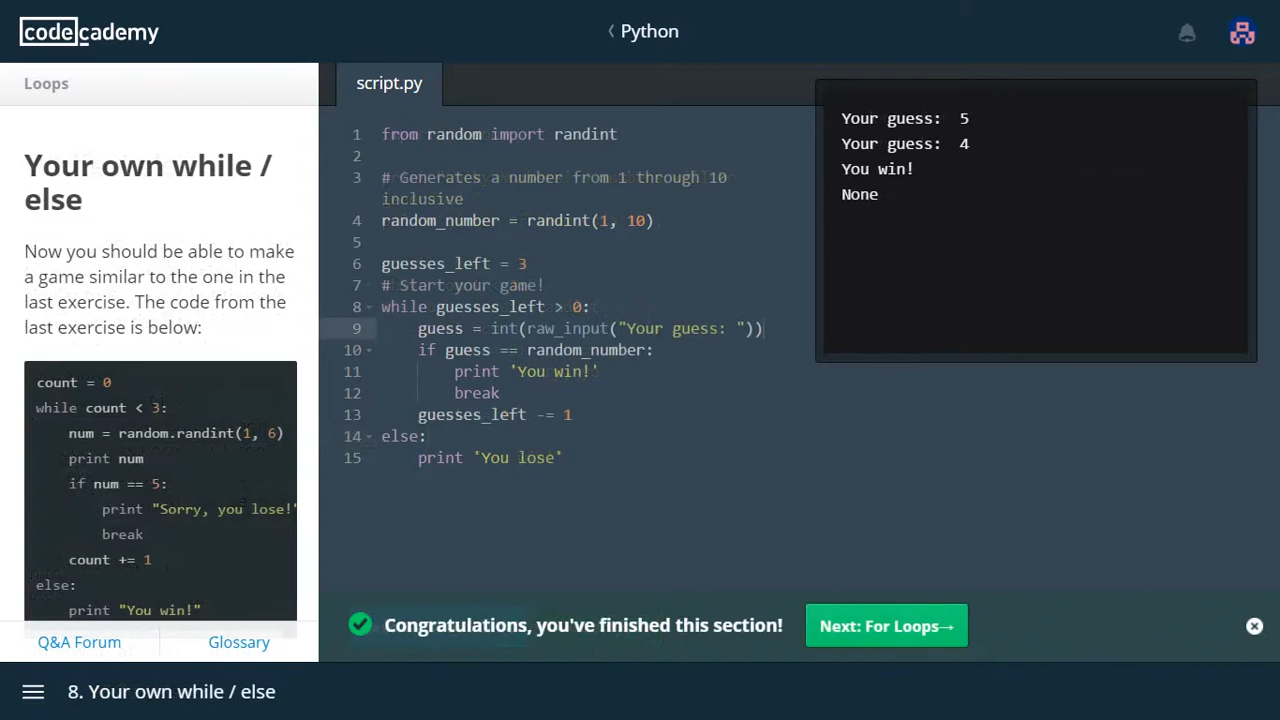 codecademy
Python
Loops
Your own while /
else
Now you should be able to make
a game similar to the one in the
last exercise. The code from the
last exercise is below:
count = 0
while count < 3:
    num = random.randint(1, 6)
    print num
    if num == 5:
        print "Sorry, you lose!"
        break
    count += 1
else:
    print "You win!"
Q&A Forum
Glossary
script.py
1 from random import randint
2
3 # Generates a number from 1 through 10
inclusive
4 random_number = randint(1, 10)
5
6 guesses_left = 3
7 # Start your game!
8 while guesses_left > 0:
9     guess = int(raw_input("Your guess: "))
10     if guess == random_number:
11         print 'You win!'
12         break
13     guesses_left -= 1
14 else:
15     print 'You lose'
Your guess:  5
Your guess:  4
You win!
None
Congratulations, you've finished this section!
Next: For Loops→
8. Your own while / else